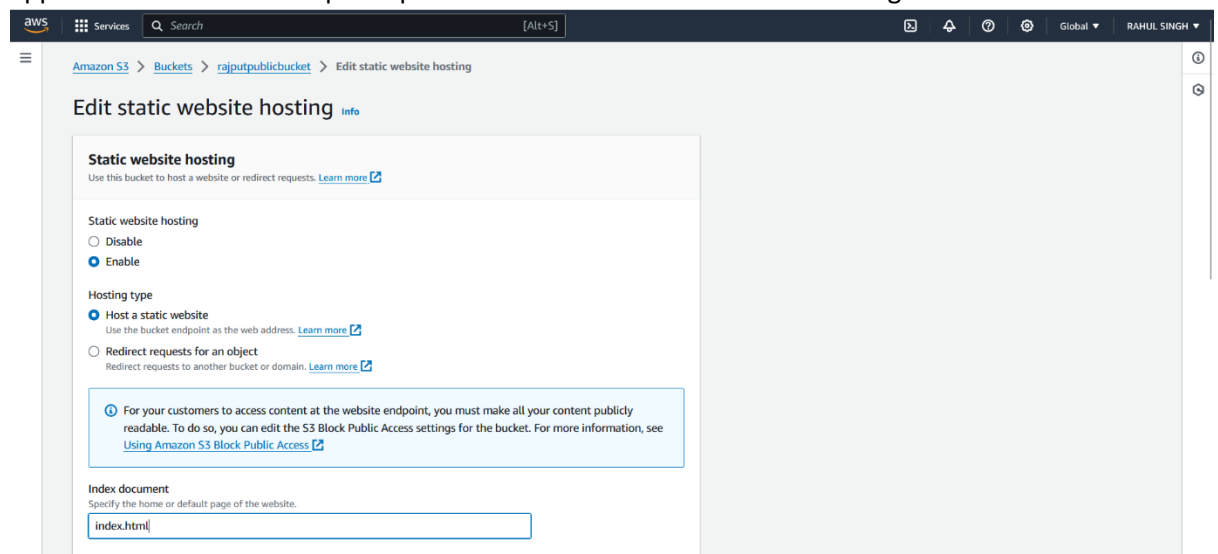 aws Services Search [Alt+S] Global ▼ RAHUL SINGH ▼
Amazon S3 > Buckets > rajputpublicbucket > Edit static website hosting
Edit static website hosting Info
Static website hosting
Use this bucket to host a website or redirect requests. Learn more
Static website hosting
Disable
Enable
Hosting type
Host a static website
Use the bucket endpoint as the web address. Learn more
Redirect requests for an object
Redirect requests to another bucket or domain. Learn more
For your customers to access content at the website endpoint, you must make all your content publicly
readable. To do so, you can edit the S3 Block Public Access settings for the bucket. For more information, see
Using Amazon S3 Block Public Access
Index document
Specify the home or default page of the website.
index.html